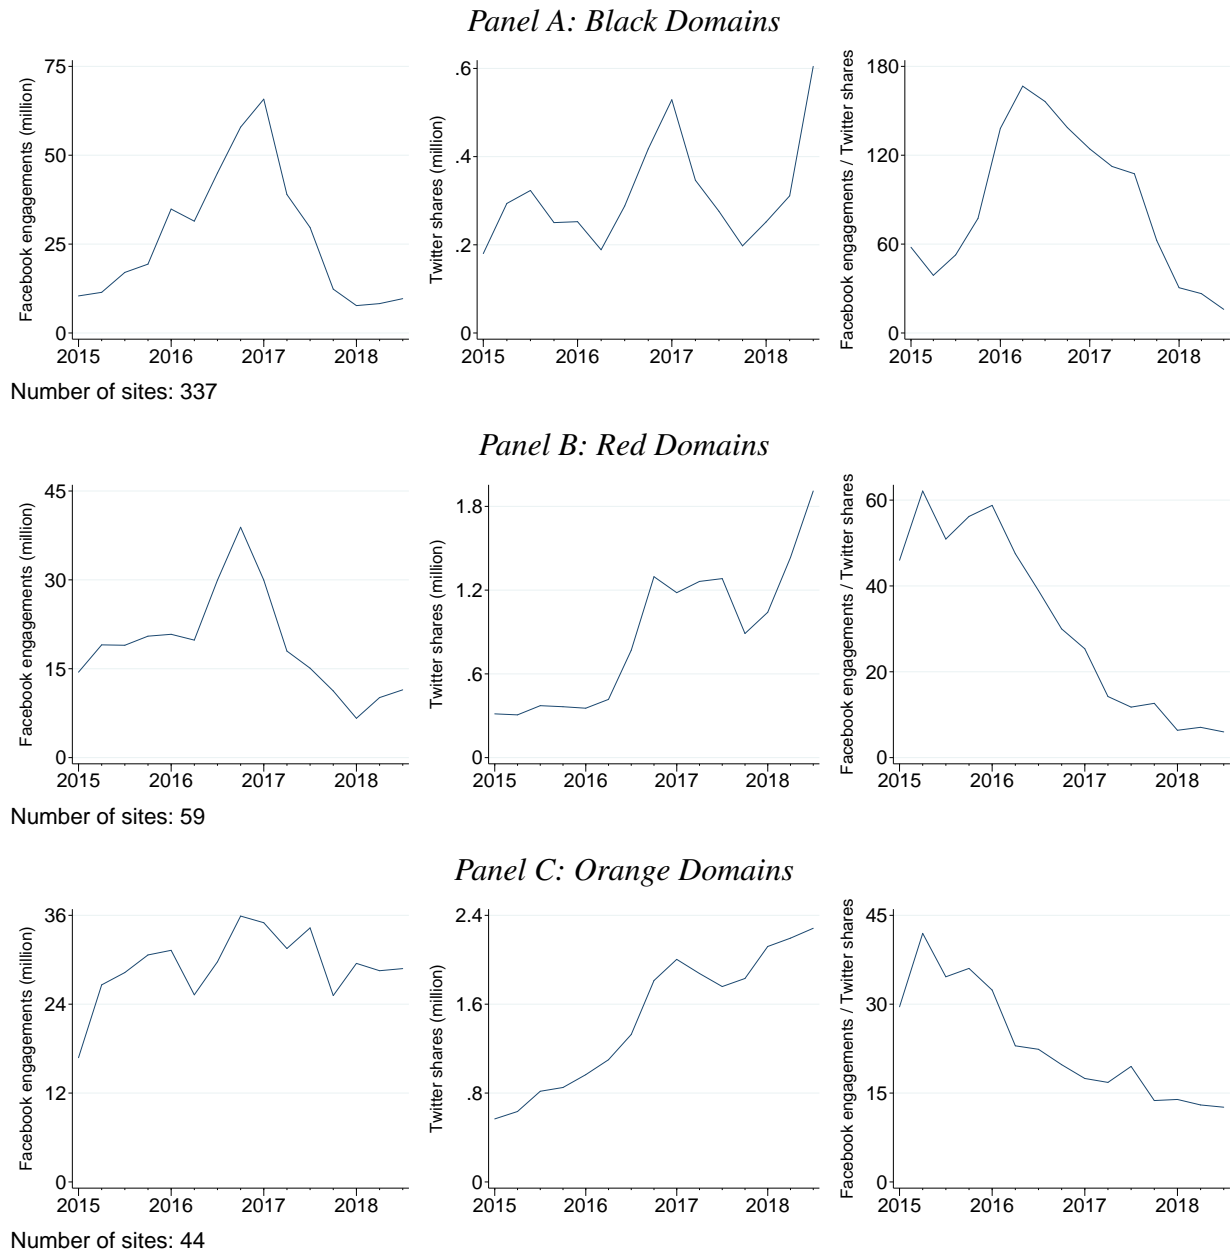 Panel A: Black Domains
Facebook engagements (million)
75
50
25
0
2015 2016 2017 2018
Twitter shares (million)
.6
.4
.2
0
2015 2016 2017 2018
Facebook engagements / Twitter shares
180
120
60
0
2015 2016 2017 2018
Number of sites: 337
Panel B: Red Domains
Facebook engagements (million)
45
30
15
0
2015 2016 2017 2018
Twitter shares (million)
1.8
1.2
.6
0
2015 2016 2017 2018
Facebook engagements / Twitter shares
60
40
20
0
2015 2016 2017 2018
Number of sites: 59
Panel C: Orange Domains
Facebook engagements (million)
36
24
12
0
2015 2016 2017 2018
Twitter shares (million)
2.4
1.6
.8
0
2015 2016 2017 2018
Facebook engagements / Twitter shares
45
30
15
0
2015 2016 2017 2018
Number of sites: 44